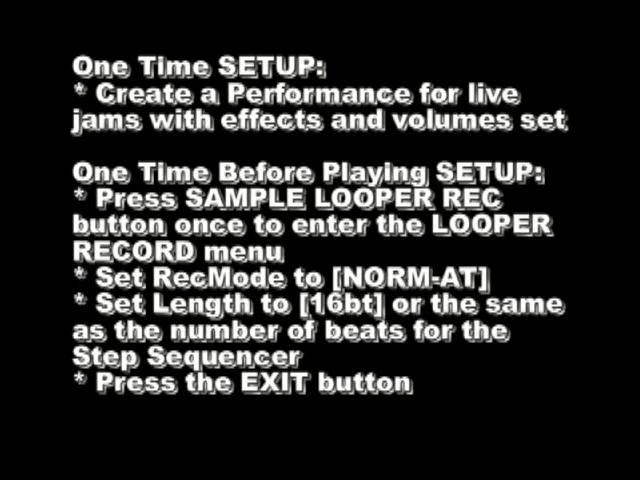 One Time SETUP:
* Create a Performance for live
jams with effects and volumes set
One Time Before Playing SETUP:
* Press SAMPLE LOOPER REC
button once to enter the LOOPER
RECORD menu
* Set RecMode to [NORM-AT]
* Set Length to [16bt] or the same
as the number of beats for the
Step Sequencer
* Press the EXIT button